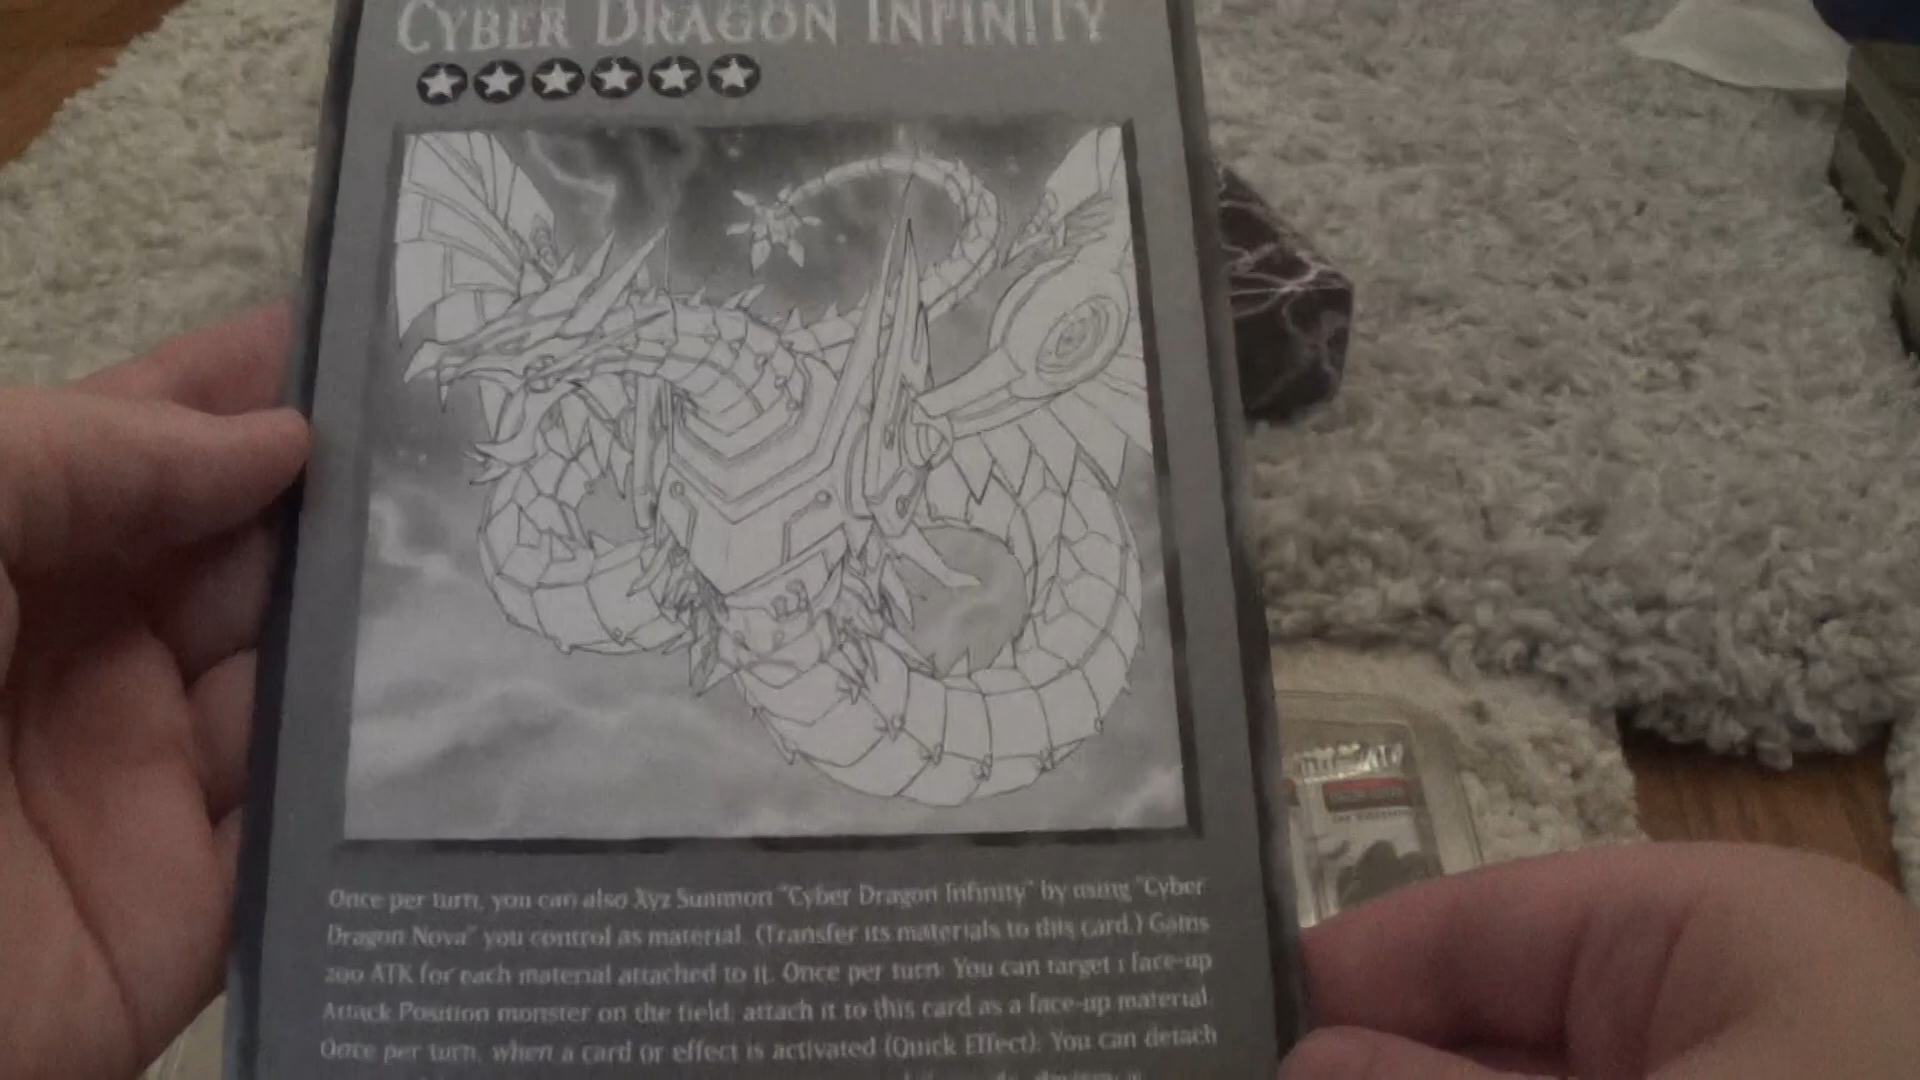 CYBER DRAGON INFINITY
Once per turn, you can also Xyz Summon "Cyber Dragon Infinity" by using "Cyber
Dragon Nova" you control as material. (Transfer its materials to this card.) Gains
200 ATK for each material attached to it. Once per turn: You can target 1 face-up
Attack Position monster on the field; attach it to this card as a face-up material.
Once per turn, when a card or effect is activated (Quick Effect): You can detach